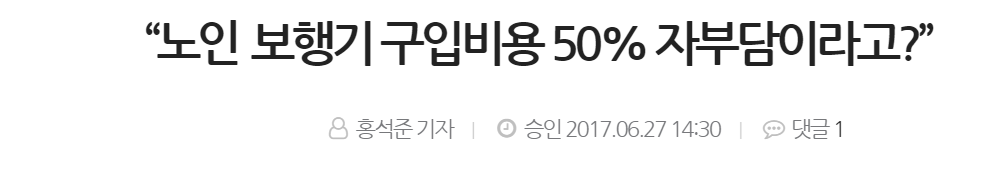 “노인 보행기 구입비용 50% 자부담이라고?”
홍석준 기자 | 승인 2017.06.27 14:30 | 댓글 1